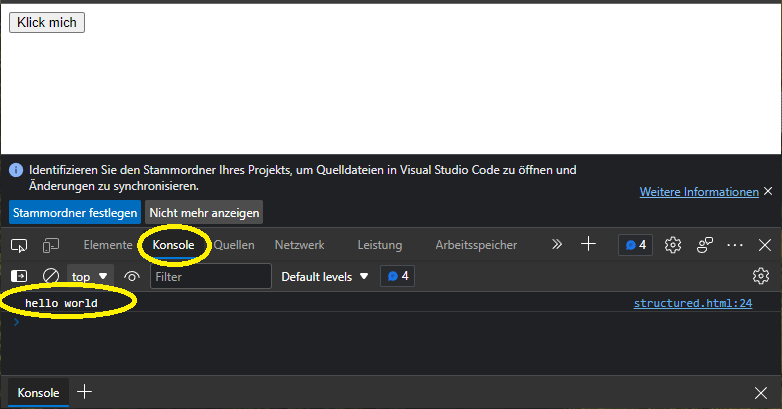 Klick mich
Identifizieren Sie den Stammordner Ihres Projekts, um Quelldateien in Visual Studio Code zu öffnen und
Änderungen zu synchronisieren.
Weitere Informationen
Stammordner festlegen Nicht mehr anzeigen
Elemente Konsole Quellen Netzwerk Leistung Arbeitsspeicher 4
top Filter Default levels 4
hello world structured.html:24
Konsole